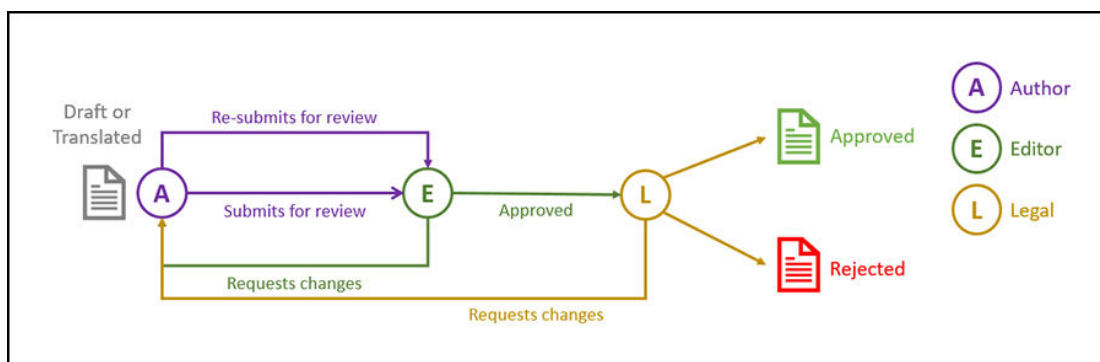 Draft or
Translated
Re-submits for review
A
Submits for review
E
Approved
L
Requests changes
Requests changes
Approved
Rejected
A Author
E Editor
L Legal